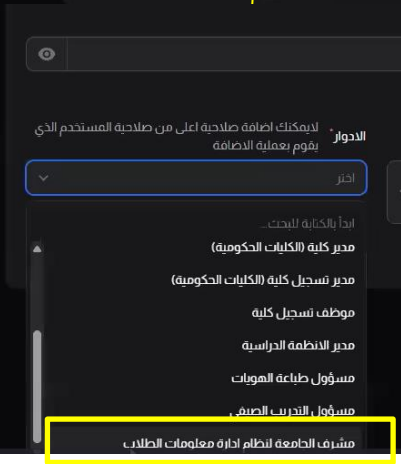 الادوار* لايمكنك اضافة صلاحية اعلى من صلاحية المستخدم الذي
يقوم بعملية الاضافة
اختر
ابدأ بالكتابة للبحث...
مدير كلية (الكليات الحكومية)
مدير تسجيل كلية (الكليات الحكومية)
موظف تسجيل كلية
مدير الانظمة الدراسية
مسؤول طباعة الهويات
مسؤول التدريب الصيفي
مشرف الجامعة لنظام ادارة معلومات الطلاب